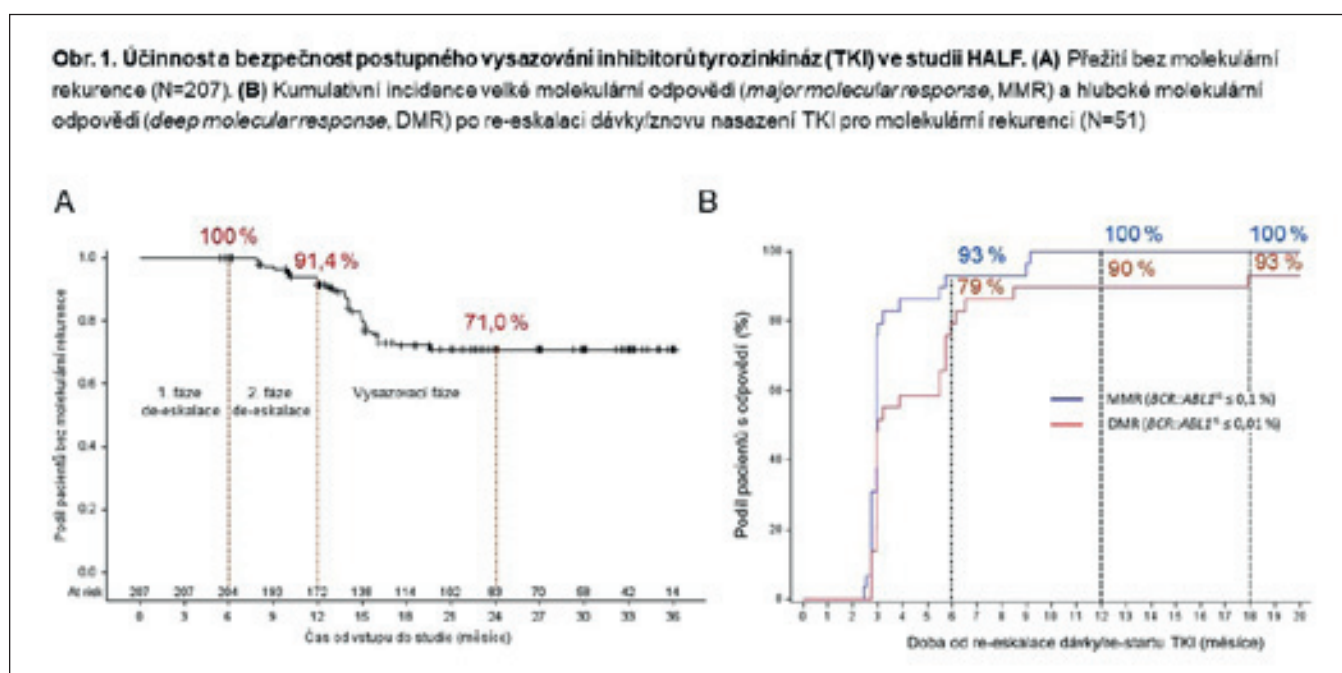 Obr. 1. Účinnost a bezpečnost postupného vysazování inhibitorů tyrozinkináz (TKI) ve studii HALF. (A) Přežití bez molekulární
rekurence (N=207). (B) Kumulativní incidence velké molekulární odpovědi (major molecular response, MMR) a hluboké molekulární
odpovědi (deep molecular response, DMR) po re-eskalaci dávky/znovu nasazení TKI pro molekulární rekurenci (N=51)
A
100 %
91,4 %
71,0 %
Podíl pacientů bez molekulární rekurence
1.0
0.8
0.6
0.4
0.2
0.0
1. fáze
de-eskalace
2. fáze
de-eskalace
Vysazovací fáze
At risk 207 207 204 193 172 138 114 102 93 70 42 14
0 3 6 9 12 15 18 21 24 27 30 33 36
Čas od vstupu do studie (měsíce)
B
93 %
100 %
100 %
79 %
90 %
93 %
Podíl pacientů s odpovědí (%)
100
80
60
40
20
0
MMR (BCR::ABL1 IS ≤ 0,1 %)
DMR (BCR::ABL1 IS ≤ 0,01 %)
0 1 2 3 4 5 6 7 8 9 10 11 12 13 14 15 16 17 18 19 20
Doba od re-eskalace dávky/re-startu TKI (měsíce)